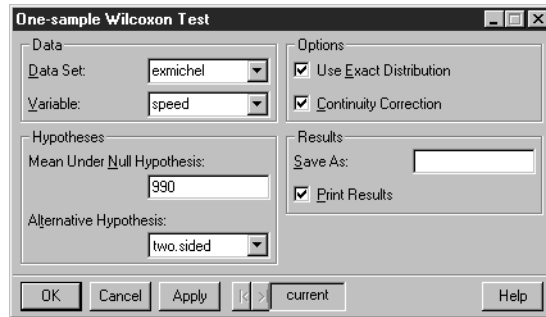 One-sample Wilcoxon Test
Data
Data Set: exmichel
Variable: speed
Hypotheses
Mean Under Null Hypothesis:
990
Alternative Hypothesis:
two.sided
Options
Use Exact Distribution
Continuity Correction
Results
Save As:
Print Results
OK Cancel Apply current Help